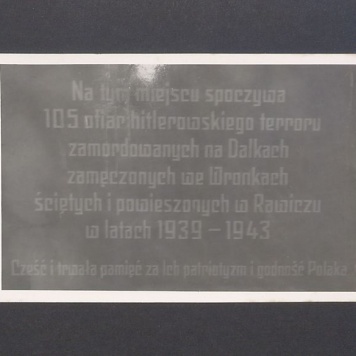 Na tym miejscu spoczywa
105 ofiar hitlerowskiego terroru
zamordowanych na Dalkach
zamęczonych we Wronkach
ściętych i powieszonych w Rawiczu
w latach 1939 – 1943
Cześć i trwała pamięć za ich patriotyzm i godność Polaka